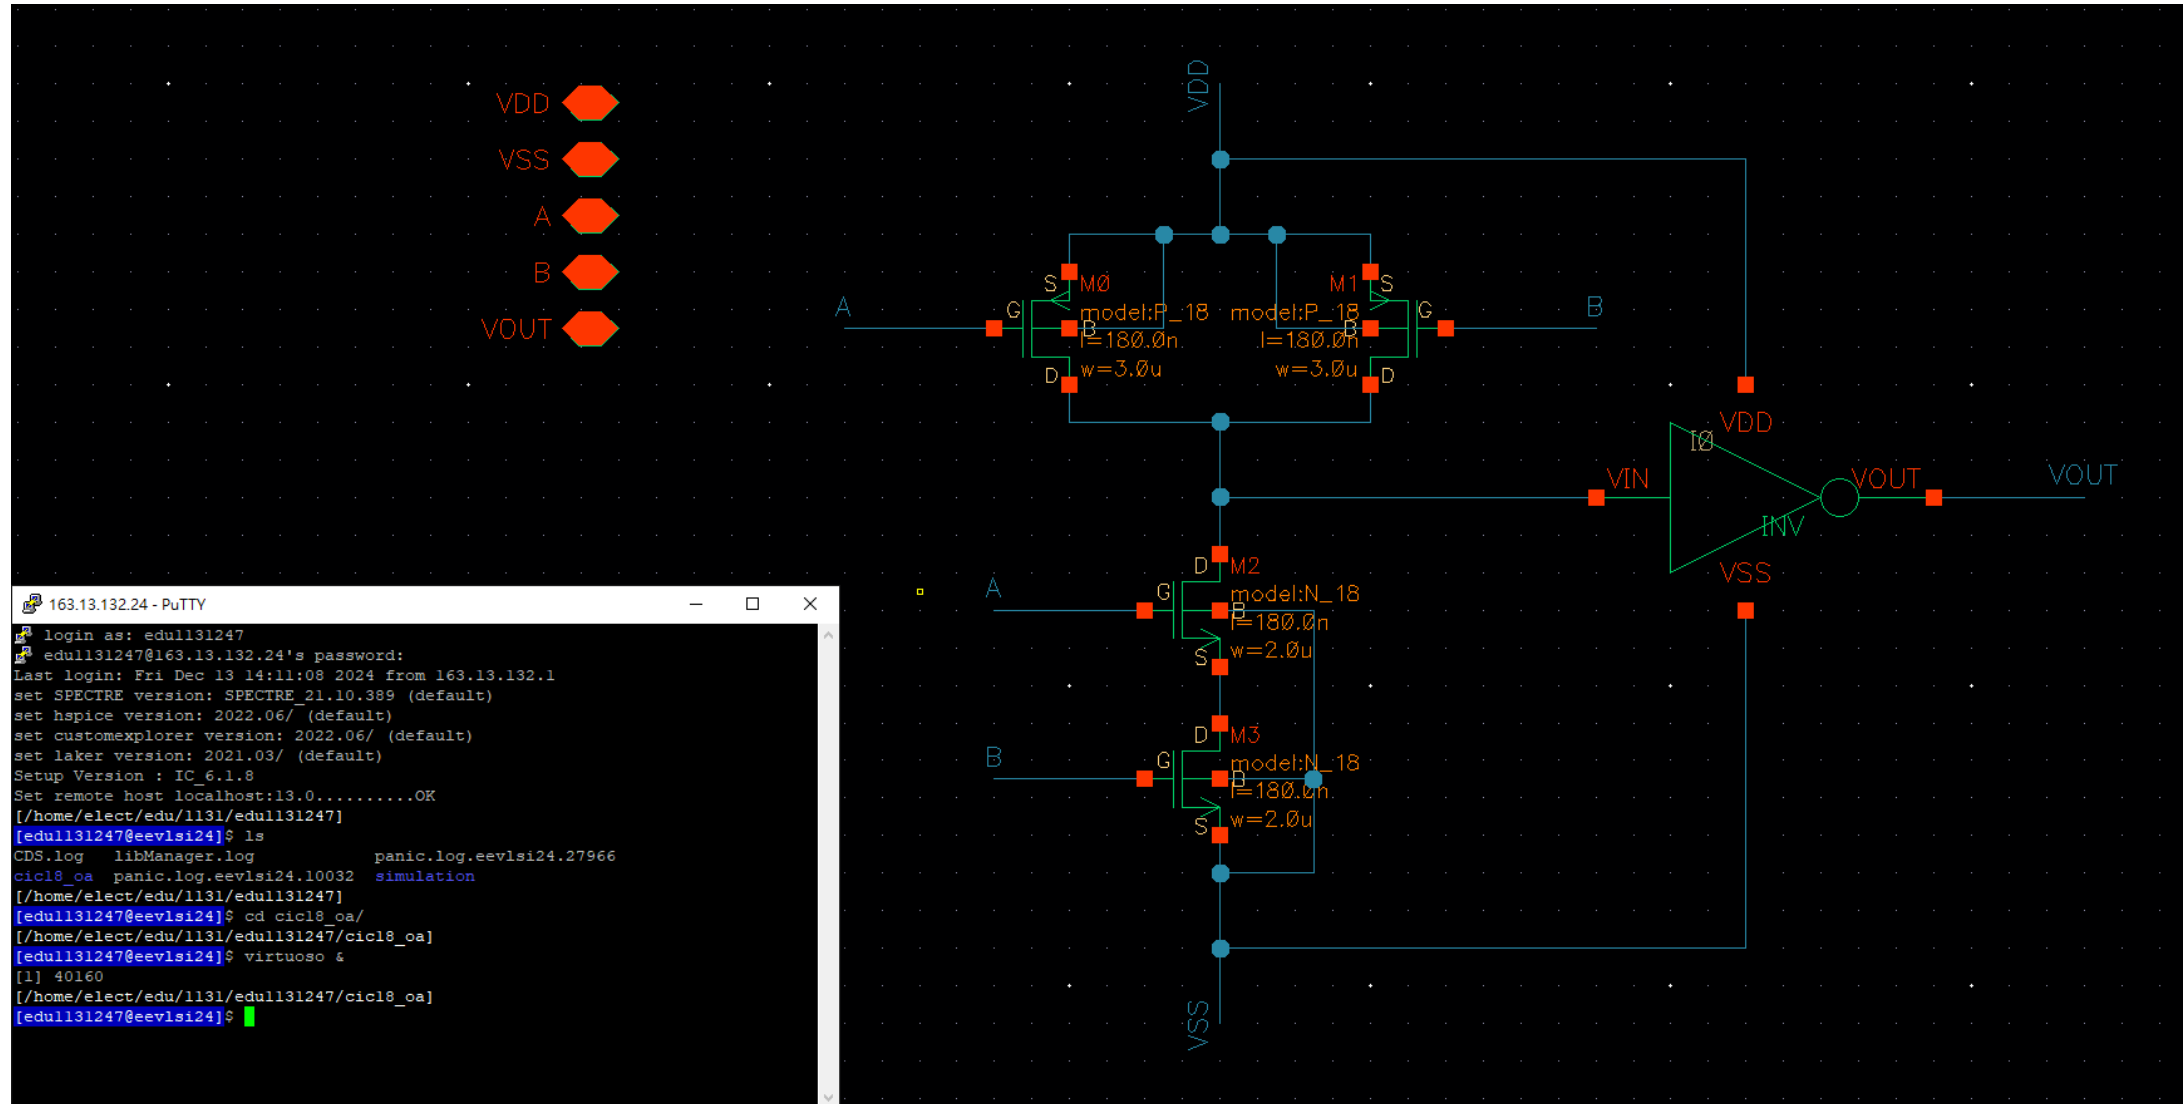 VDD
VSS
A
B
VOUT
VDD
A
S
M0
G
model:P_18
B
l=180.0n
D
w=3.0u
M1
S
G
model:P_18
B
l=180.0n
w=3.0u
D
B
VDD
I0
VIN
VOUT
INV
VSS
VOUT
A
D
M2
G
model:N_18
B
l=180.0n
S
w=2.0u
B
D
M3
G
model:N_18
B
l=180.0n
S
w=2.0u
VSS
163.13.132.24 - PuTTY
login as: edu1131247
edu1131247@163.13.132.24's password:
Last login: Fri Dec 13 14:11:08 2024 from 163.13.132.1
set SPECTRE version: SPECTRE_21.10.389 (default)
set hspice version: 2022.06/ (default)
set customexplorer version: 2022.06/ (default)
set laker version: 2021.03/ (default)
Setup Version : IC_6.1.8
Set remote host localhost:13.0..........OK
[/home/elect/edu/1131/edu1131247]
[edu1131247@eevlsi24]$ ls
CDS.log libManager.log panic.log.eevlsi24.27966
cic18_oa panic.log.eevlsi24.10032 simulation
[/home/elect/edu/1131/edu1131247]
[edu1131247@eevlsi24]$ cd cic18_oa/
[/home/elect/edu/1131/edu1131247/cic18_oa]
[edu1131247@eevlsi24]$ virtuoso &
[1] 40160
[/home/elect/edu/1131/edu1131247/cic18_oa]
[edu1131247@eevlsi24]$